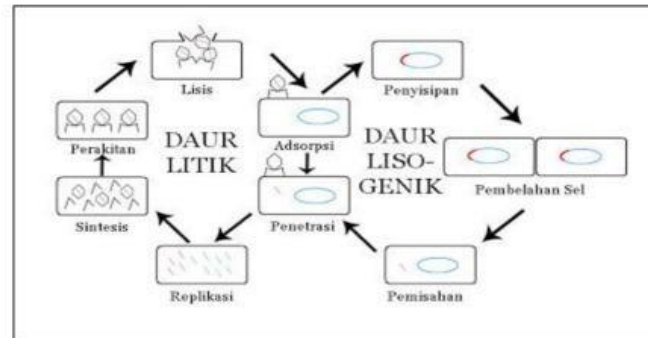 Lisis
Penyisipan
Perakitan
DAUR
LITIK
Adsorpsi
DAUR
LISO-
GENIK
Pembelahan Sel
Sintesis
Penetrasi
Replikasi
Pemisahan